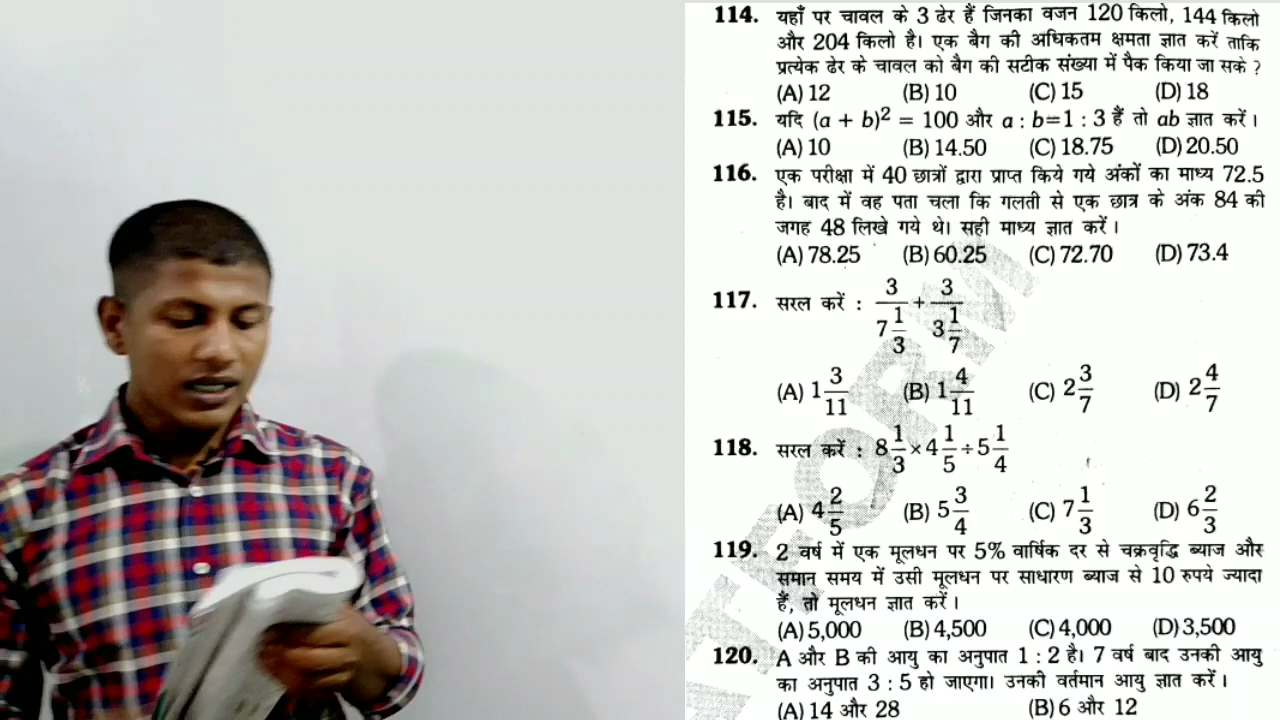 114. यहाँ पर चावल के 3 ढेर हैं जिनका वजन 120 किलो, 144 किलो
और 204 किलो है। एक बैग की अधिकतम क्षमता ज्ञात करें ताकि
प्रत्येक ढेर के चावल को बैग की सटीक संख्या में पैक किया जा सके ?
(A) 12 (B) 10 (C) 15 (D) 18
115. यदि (a + b)² = 100 और a : b=1 : 3 हैं तो ab ज्ञात करें।
(A) 10 (B) 14.50 (C) 18.75 (D) 20.50
116. एक परीक्षा में 40 छात्रों द्वारा प्राप्त किये गये अंकों का माध्य 72.5
है। बाद में वह पता चला कि गलती से एक छात्र के अंक 84 की
जगह 48 लिखे गये थे। सही माध्य ज्ञात करें।
(A) 78.25 (B) 60.25 (C) 72.70 (D) 73.4
117. सरल करें : 3/(7 1/3) + 3/(3 1/7)
(A) 1 3/11 (B) 1 4/11 (C) 2 3/7 (D) 2 4/7
118. सरल करें : 8 1/3 × 4 1/5 ÷ 5 1/4
(A) 4 2/5 (B) 5 3/4 (C) 7 1/3 (D) 6 2/3
119. 2 वर्ष में एक मूलधन पर 5% वार्षिक दर से चक्रवृद्धि ब्याज और
समान समय में उसी मूलधन पर साधारण ब्याज से 10 रुपये ज्यादा
हैं, तो मूलधन ज्ञात करें।
(A) 5,000 (B) 4,500 (C) 4,000 (D) 3,500
120. A और B की आयु का अनुपात 1 : 2 है। 7 वर्ष बाद उनकी आयु
का अनुपात 3 : 5 हो जाएगा। उनकी वर्तमान आयु ज्ञात करें।
(A) 14 और 28 (B) 6 और 12